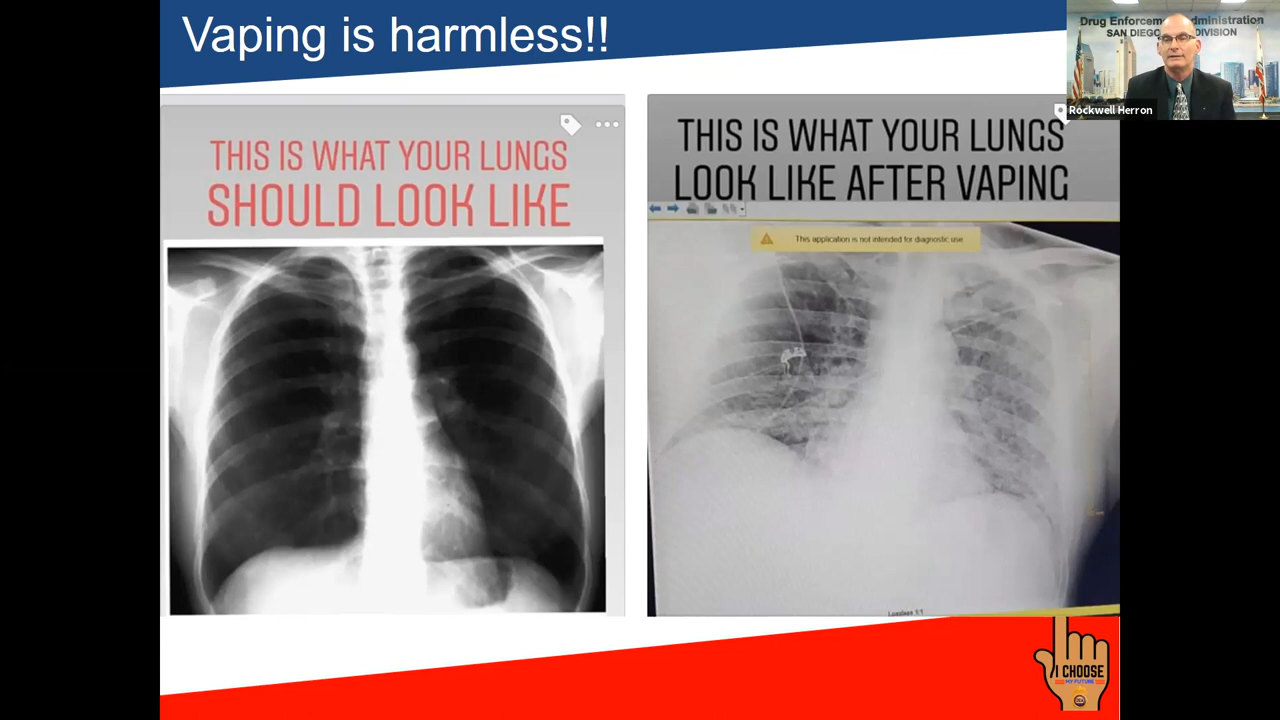 Vaping is harmless!!
Drug Enforcement Administration
SAN DIEGO DIVISION
Rockwell Herron
THIS IS WHAT YOUR LUNGS
SHOULD LOOK LIKE
THIS IS WHAT YOUR LUNGS
LOOK LIKE AFTER VAPING
This application is not intended for diagnostic use
I CHOOSE
MY FUTURE